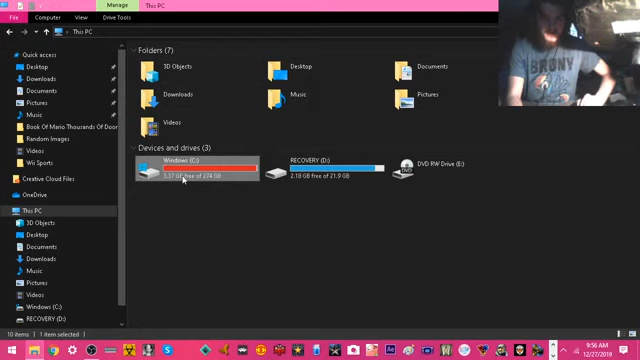 Manage
This PC
File
Computer
View
Drive Tools
This PC
Quick access
Desktop
Downloads
Documents
Pictures
Music
Book Of Mario Thousands Of Door
Random Images
Videos
Wii Sports
Creative Cloud Files
OneDrive
This PC
3D Objects
Desktop
Documents
Downloads
Music
Pictures
Videos
Windows (C:)
RECOVERY (D:)
Folders (7)
3D Objects
Desktop
Documents
Downloads
Music
Pictures
Videos
Devices and drives (3)
Windows (C:)
3.37 GB free of 274 GB
RECOVERY (D:)
2.18 GB free of 21.9 GB
DVD RW Drive (E:)
DVD
BRONY
10 items
1 item selected
Ae
9:56 AM
12/27/2019